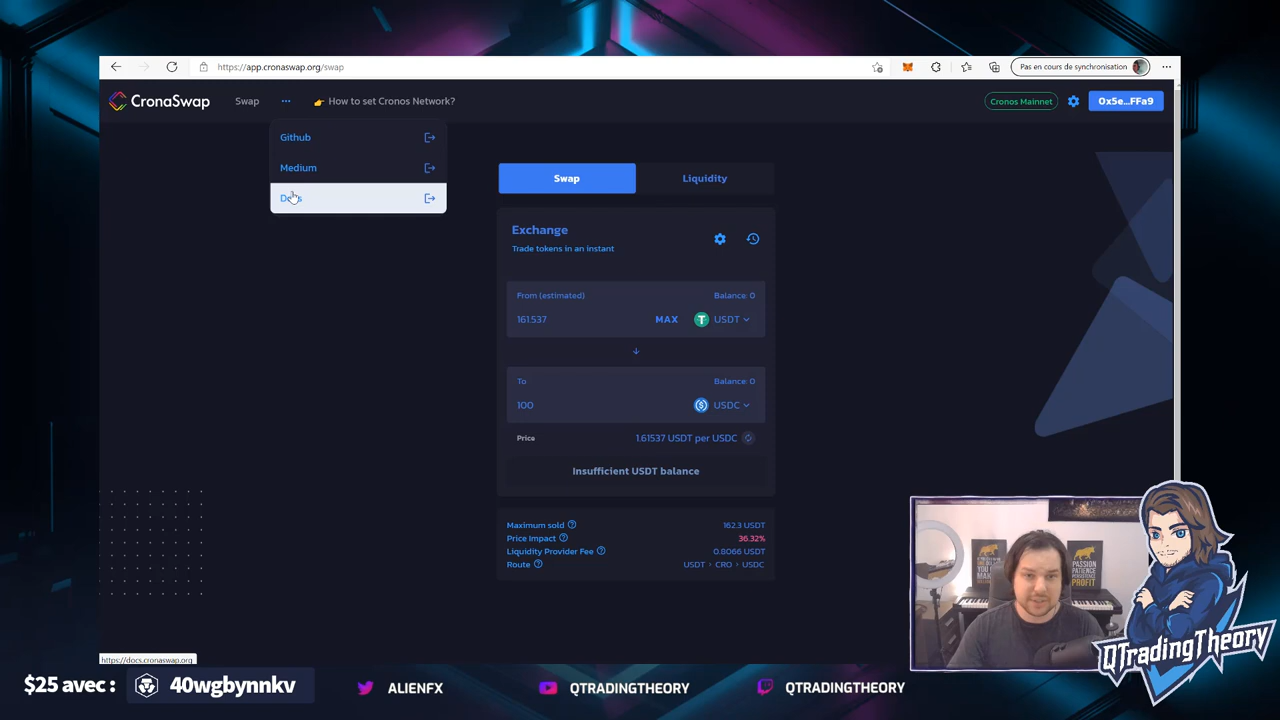 https://app.cronaswap.org/swap
Pas en cours de synchronisation
CronaSwap
Swap
How to set Cronos Network?
Cronos Mainnet
0x5e...FFa9
Github
Medium
Swap
Liquidity
Exchange
Trade tokens in an instant
From (estimated)
Balance: 0
161.537
MAX
USDT
To
Balance: 0
100
USDC
Price
1.61537 USDT per USDC
Insufficient USDT balance
Maximum sold
162.3 USDT
Price Impact
36.32%
Liquidity Provider Fee
0.8066 USDT
Route
USDT > CRO > USDC
PASSION
PATIENCE
PERSISTENCE
PROFIT
QTRADINGTHEORY
https://docs.cronaswap.org
$25 avec :
40wgbynnkv
ALIENFX
QTRADINGTHEORY
QTRADINGTHEORY